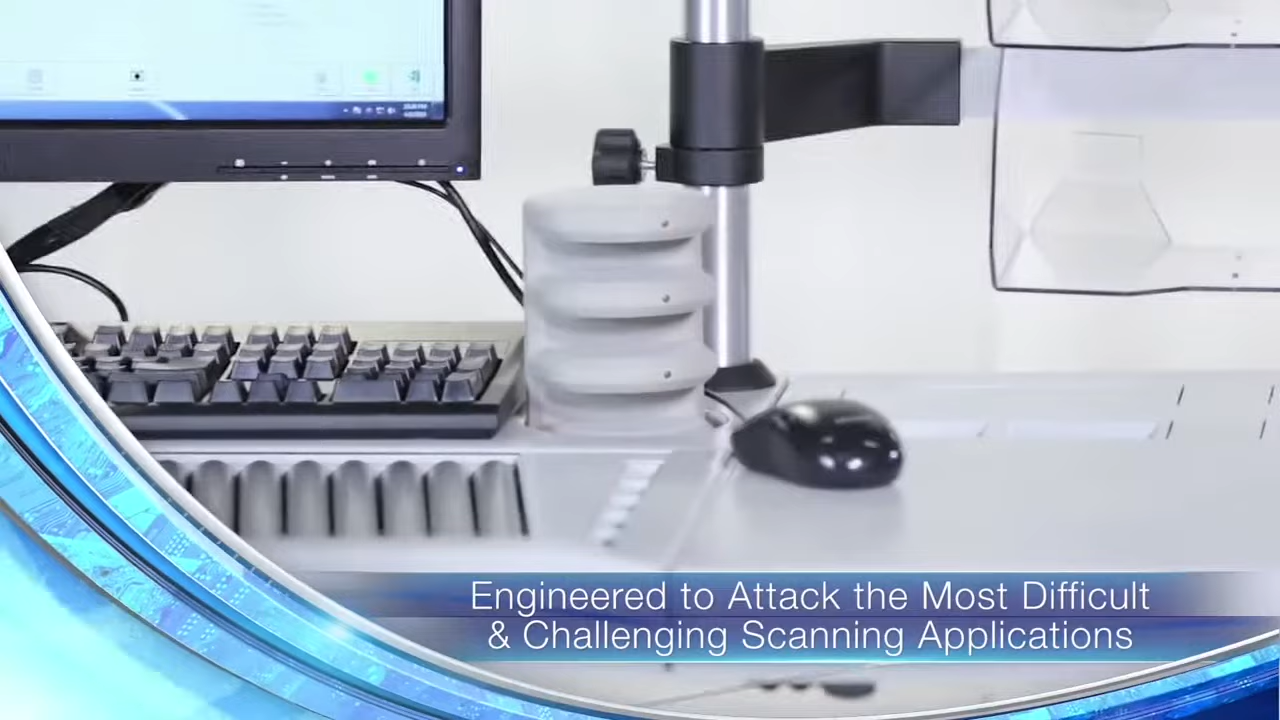 Engineered to Attack the Most Difficult
& Challenging Scanning Applications